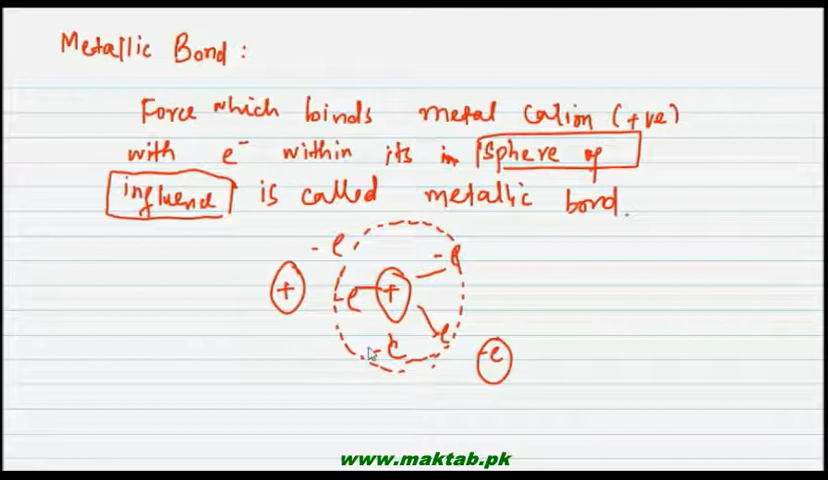 Metallic Bond :
Force which binds metal cation (+ve)
with e⁻ within its in sphere of
influence is called metallic bond.
- e
- e
+
- e
+
e
- e
- e
www.maktab.pk